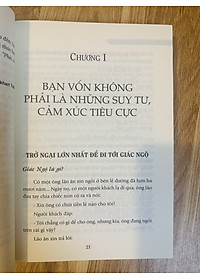 CHƯƠNG I
BẠN VỐN KHÔNG
PHẢI LÀ NHỮNG SUY TƯ,
CẢM XÚC TIÊU CỰC
TRỞ NGẠI LỚN NHẤT ĐỂ ĐI TỚI GIÁC NGỘ
Giác Ngộ là gì?
Có một ông lão ăn xin ngồi ở bên lề đường đã hơn ba
mươi năm... Ngày nọ, có một người khách lạ đi qua; ông lão
đưa tay chìa chiếc nón cũ ra và nói:
- Xin ông có chút tiền lẻ nào cho tôi?
Người khách đáp:
- Tôi chẳng có gì để cho ông, nhưng kìa, ông đang ngồi
trên cái gì vậy?
Lão ăn xin trả lời:
21